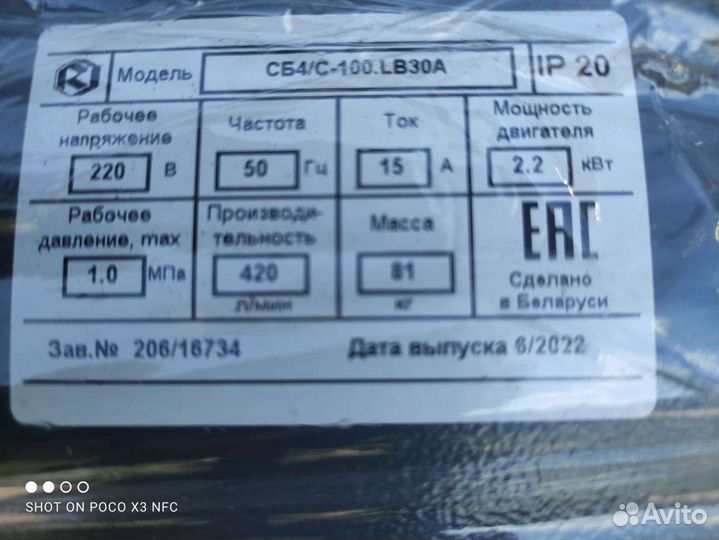 Модель СБ4/С-100.LB30A IP 20
Рабочее напряжение 220 В
Частота 50 Гц
Ток 15 А
Мощность двигателя 2.2 кВт
Рабочее давление, max 1.0 МПа
Производи-
тельность 420 л/мин
Масса 81 кг
EAC
Сделано
в Беларуси
Зав.№ 206/16734 Дата выпуска 6/2022
SHOT ON POCO X3 NFC
Avito